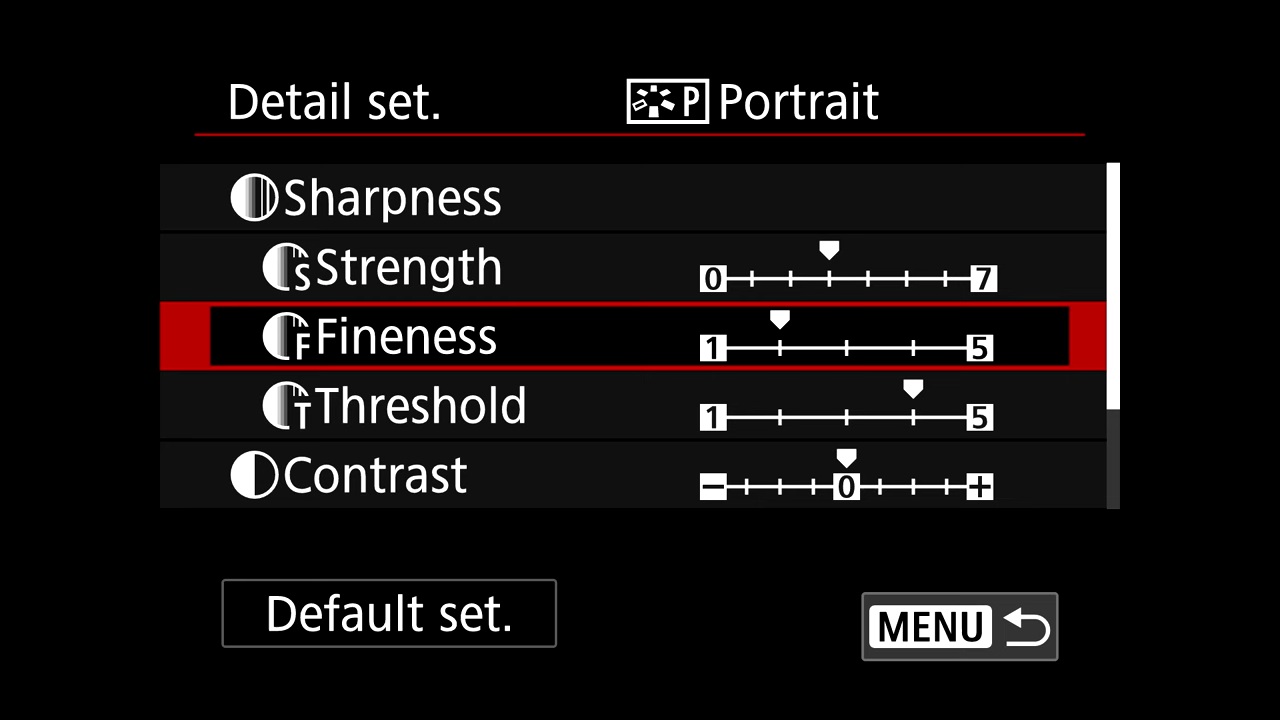 Detail set. P Portrait
Sharpness
S Strength 0 7
F Fineness 1 5
T Threshold 1 5
Contrast − 0 +
Default set. MENU